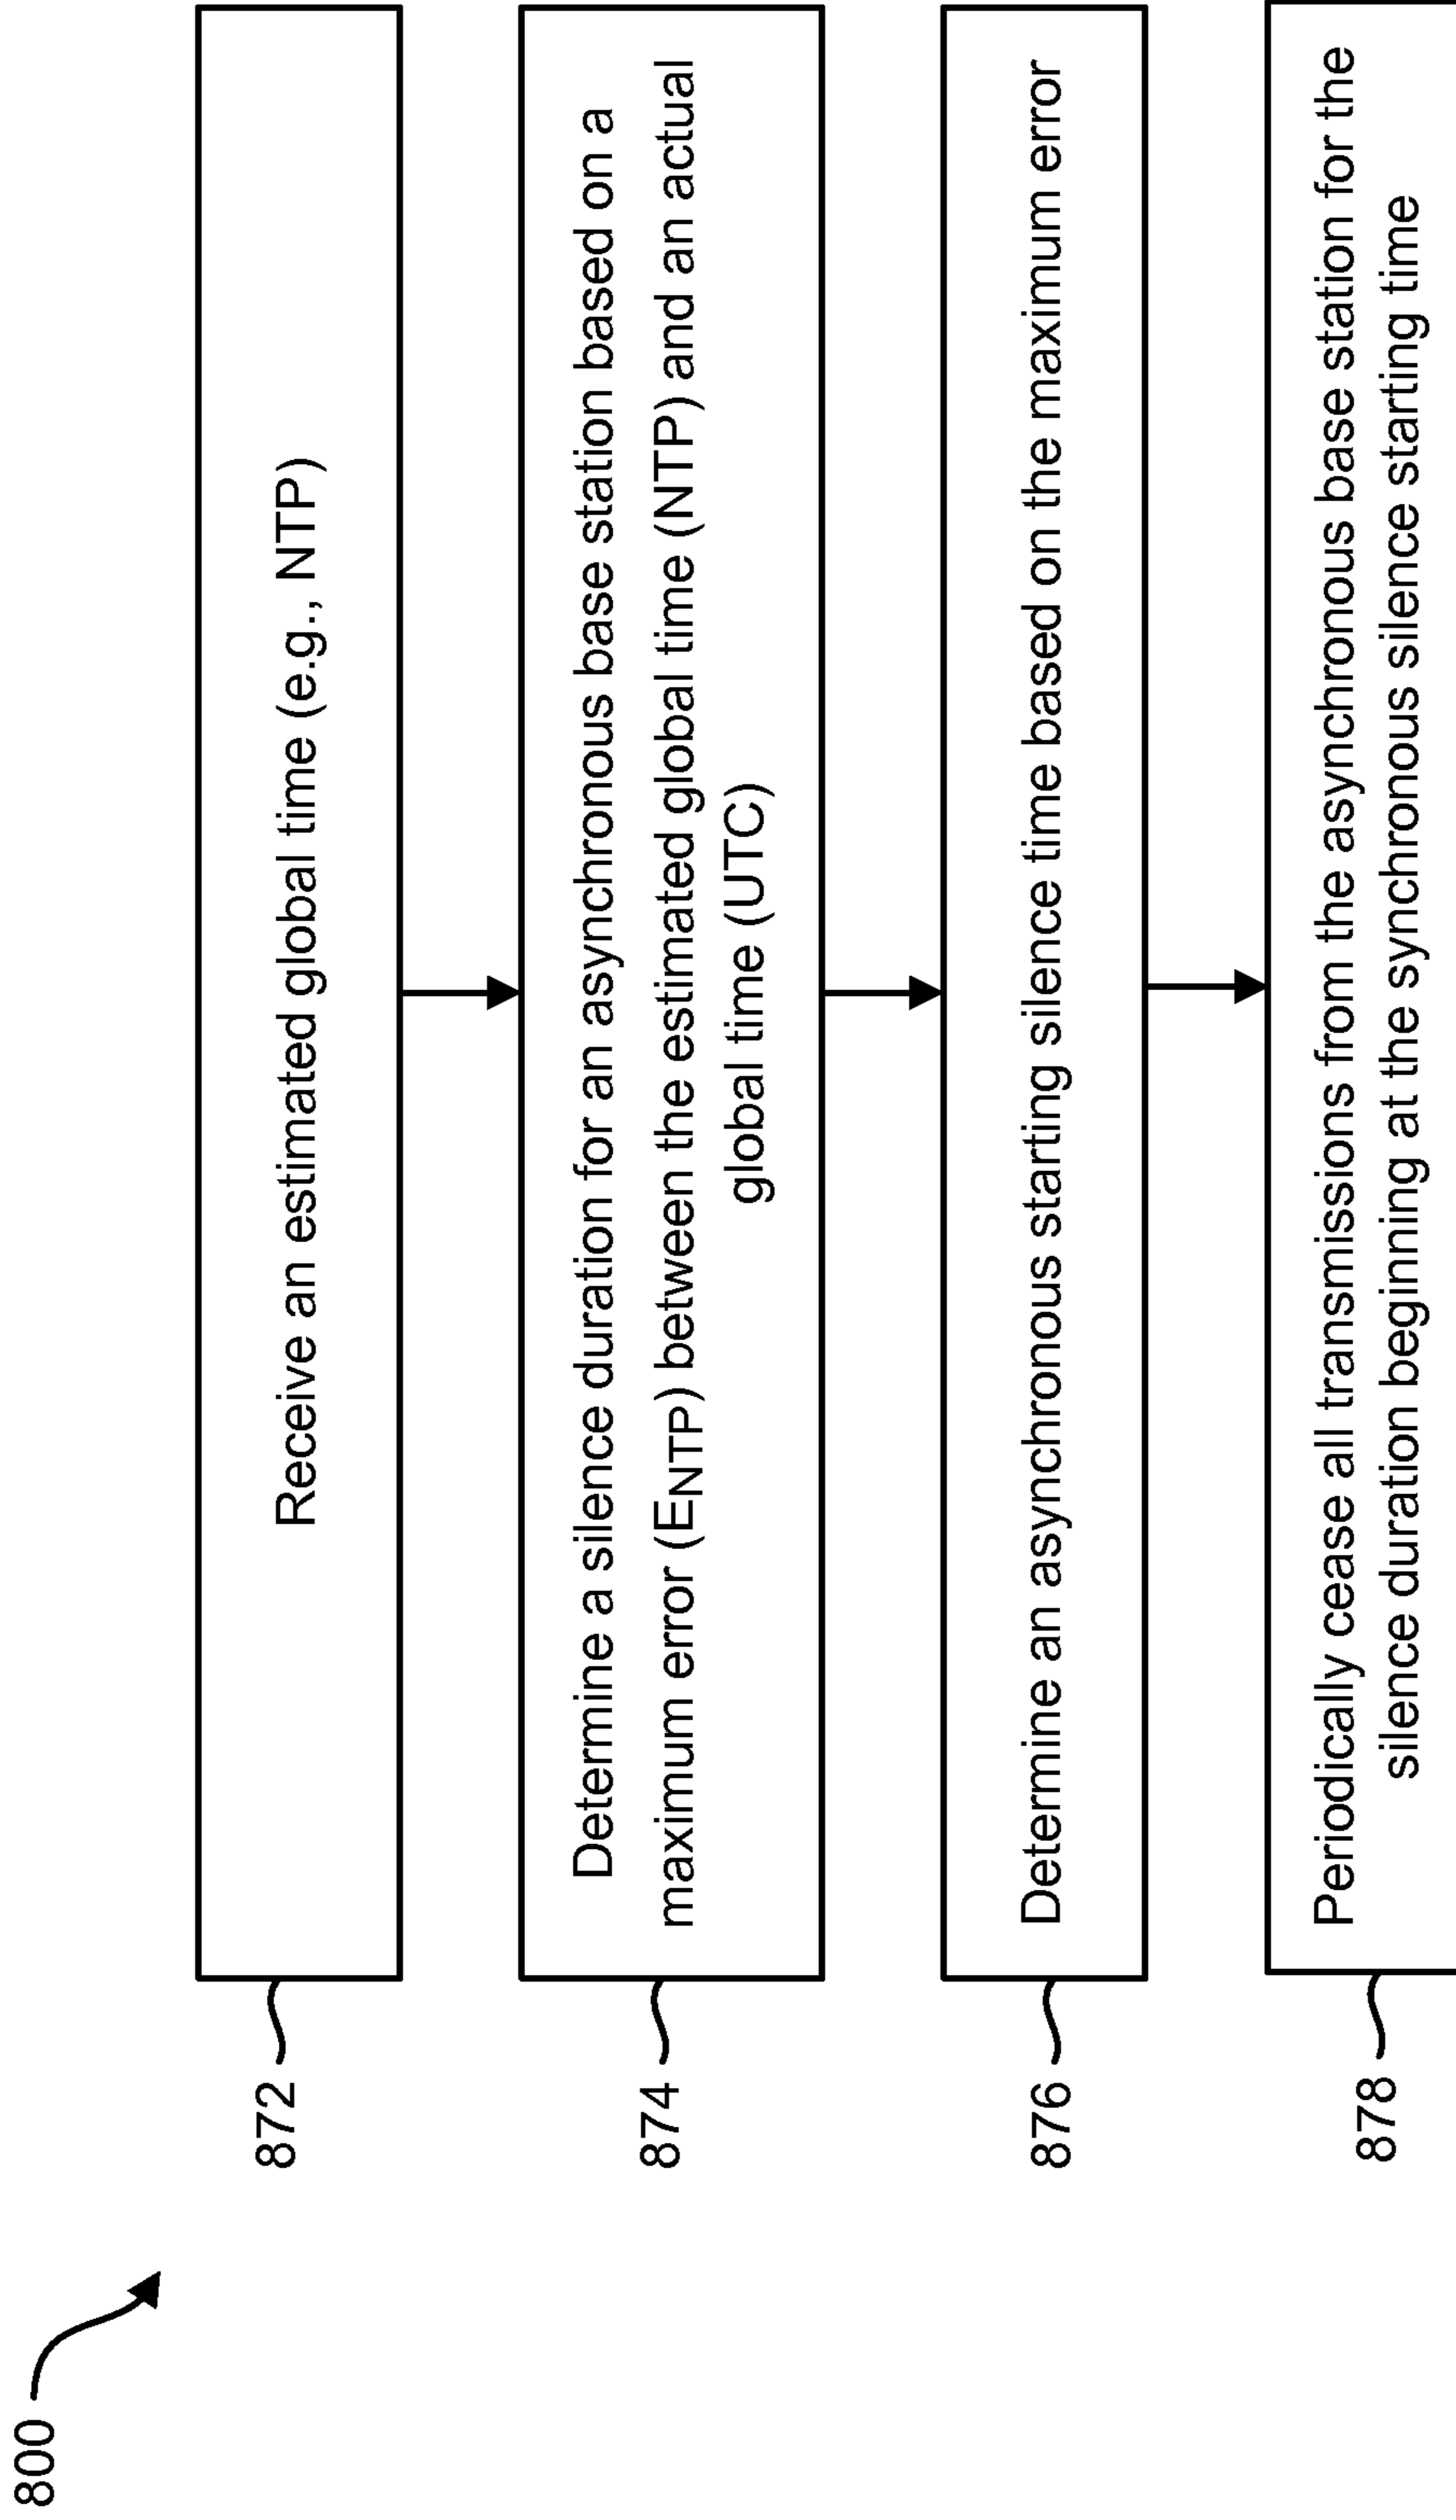 800
872
Receive an estimated global time (e.g., NTP)
874
Determine a silence duration for an asynchronous base station based on a
maximum error (ENTP) between the estimated global time (NTP) and an actual
global time (UTC)
876
Determine an asynchronous starting silence time based on the maximum error
878
Periodically cease all transmissions from the asynchronous base station for the
silence duration beginning at the synchronous silence starting time